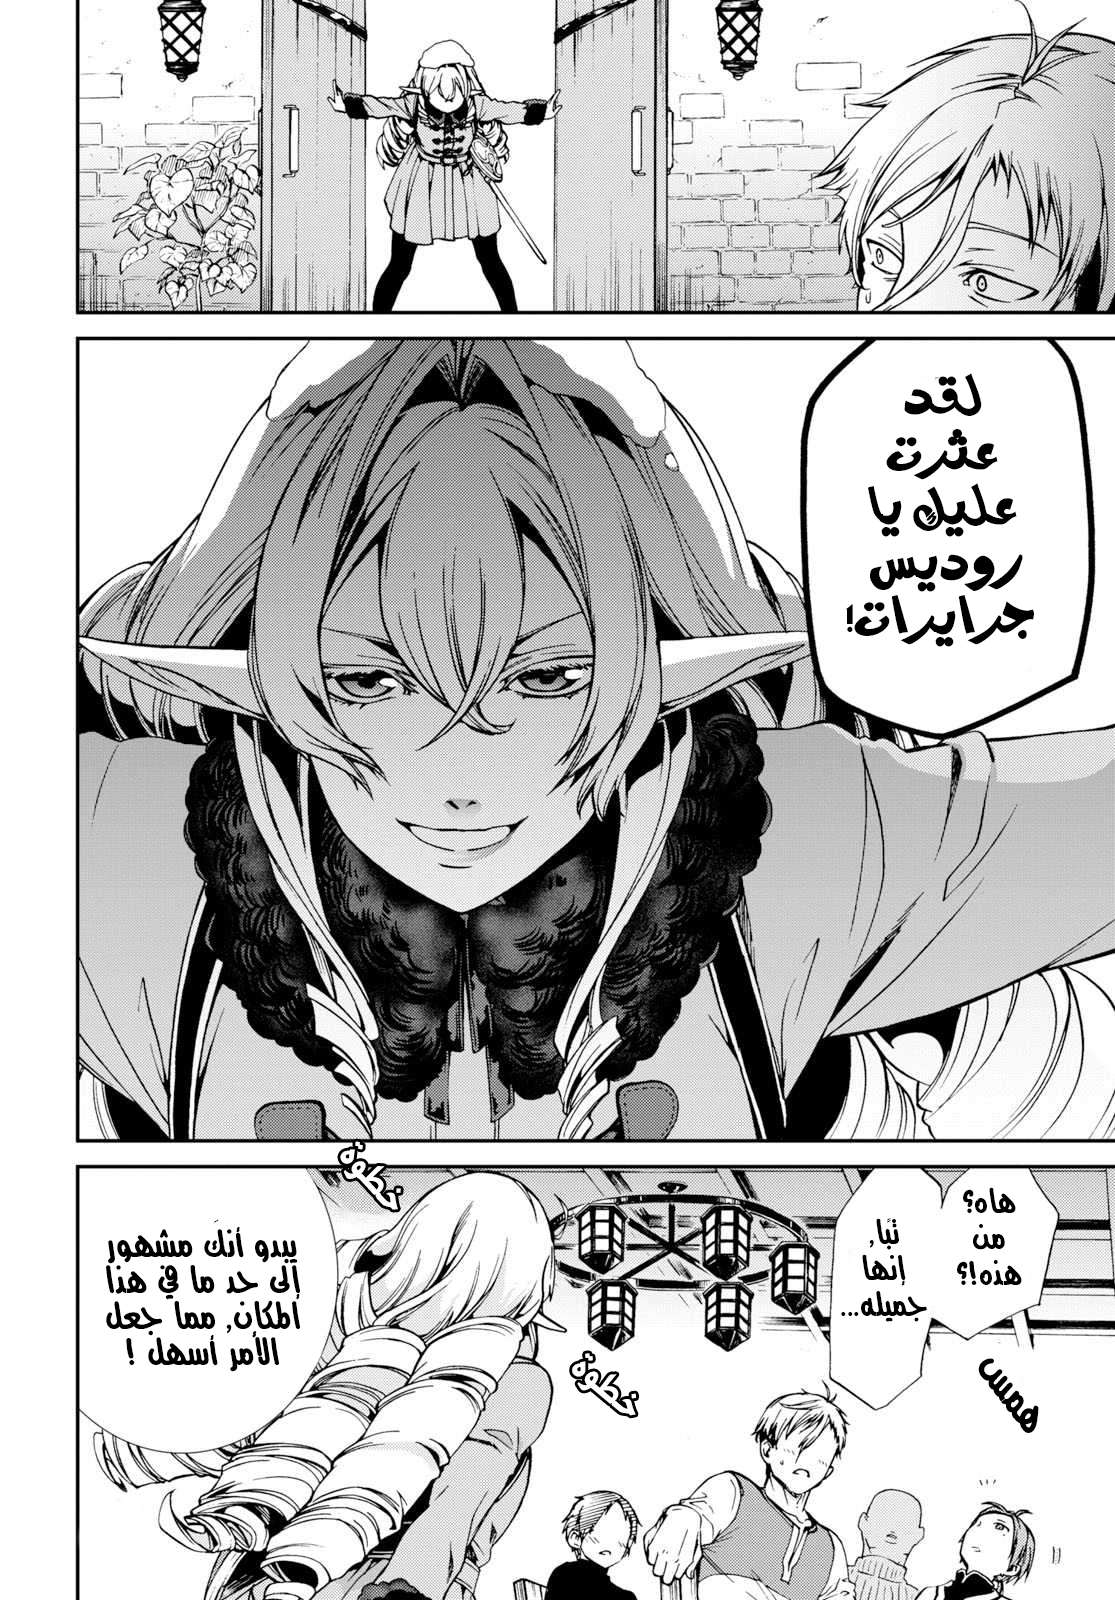 لقد
عثرت
عليك يا
روديس
جرايرات!
هاه؟
من
هذه!؟
تبًا,
إنها
جميله...
همس
خطوة
خطوة
يبدو أنك مشهور
إلى حد ما في هذا
المكان, مما جعل
الأمر أسهل !